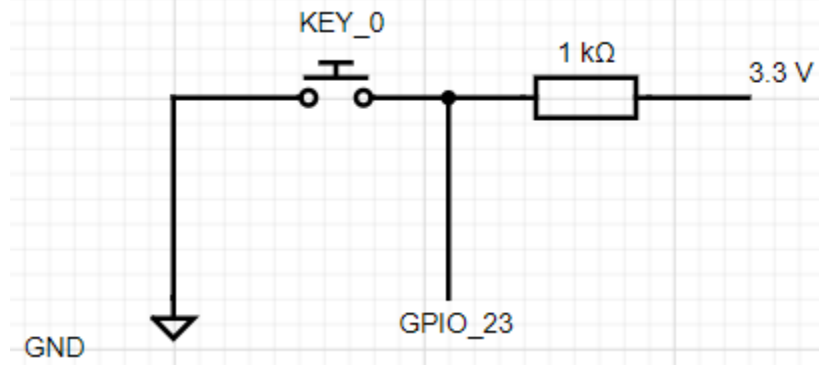 KEY_0
1 kΩ
3.3 V
GPIO_23
GND